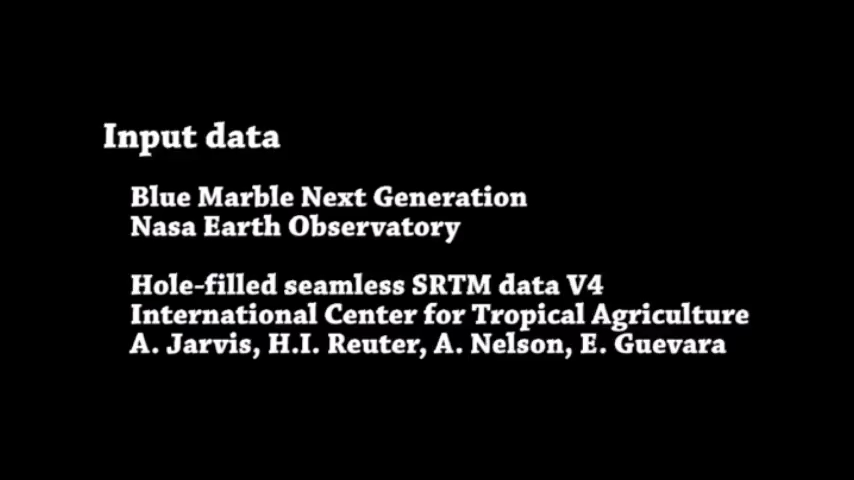 Input data
Blue Marble Next Generation
Nasa Earth Observatory
Hole-filled seamless SRTM data V4
International Center for Tropical Agriculture
A. Jarvis, H.I. Reuter, A. Nelson, E. Guevara